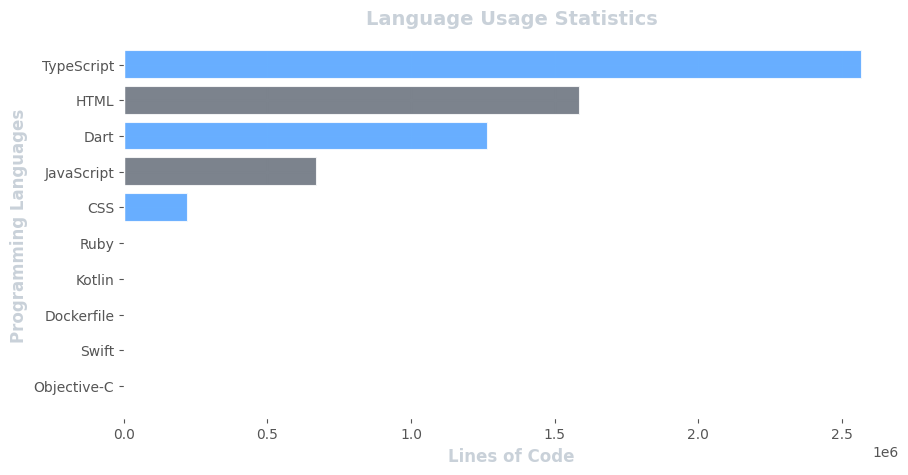 Language Usage Statistics
Programming Languages
TypeScript
HTML
Dart
JavaScript
CSS
Ruby
Kotlin
Dockerfile
Swift
Objective-C
0.0 0.5 1.0 1.5 2.0 2.5
1e6
Lines of Code